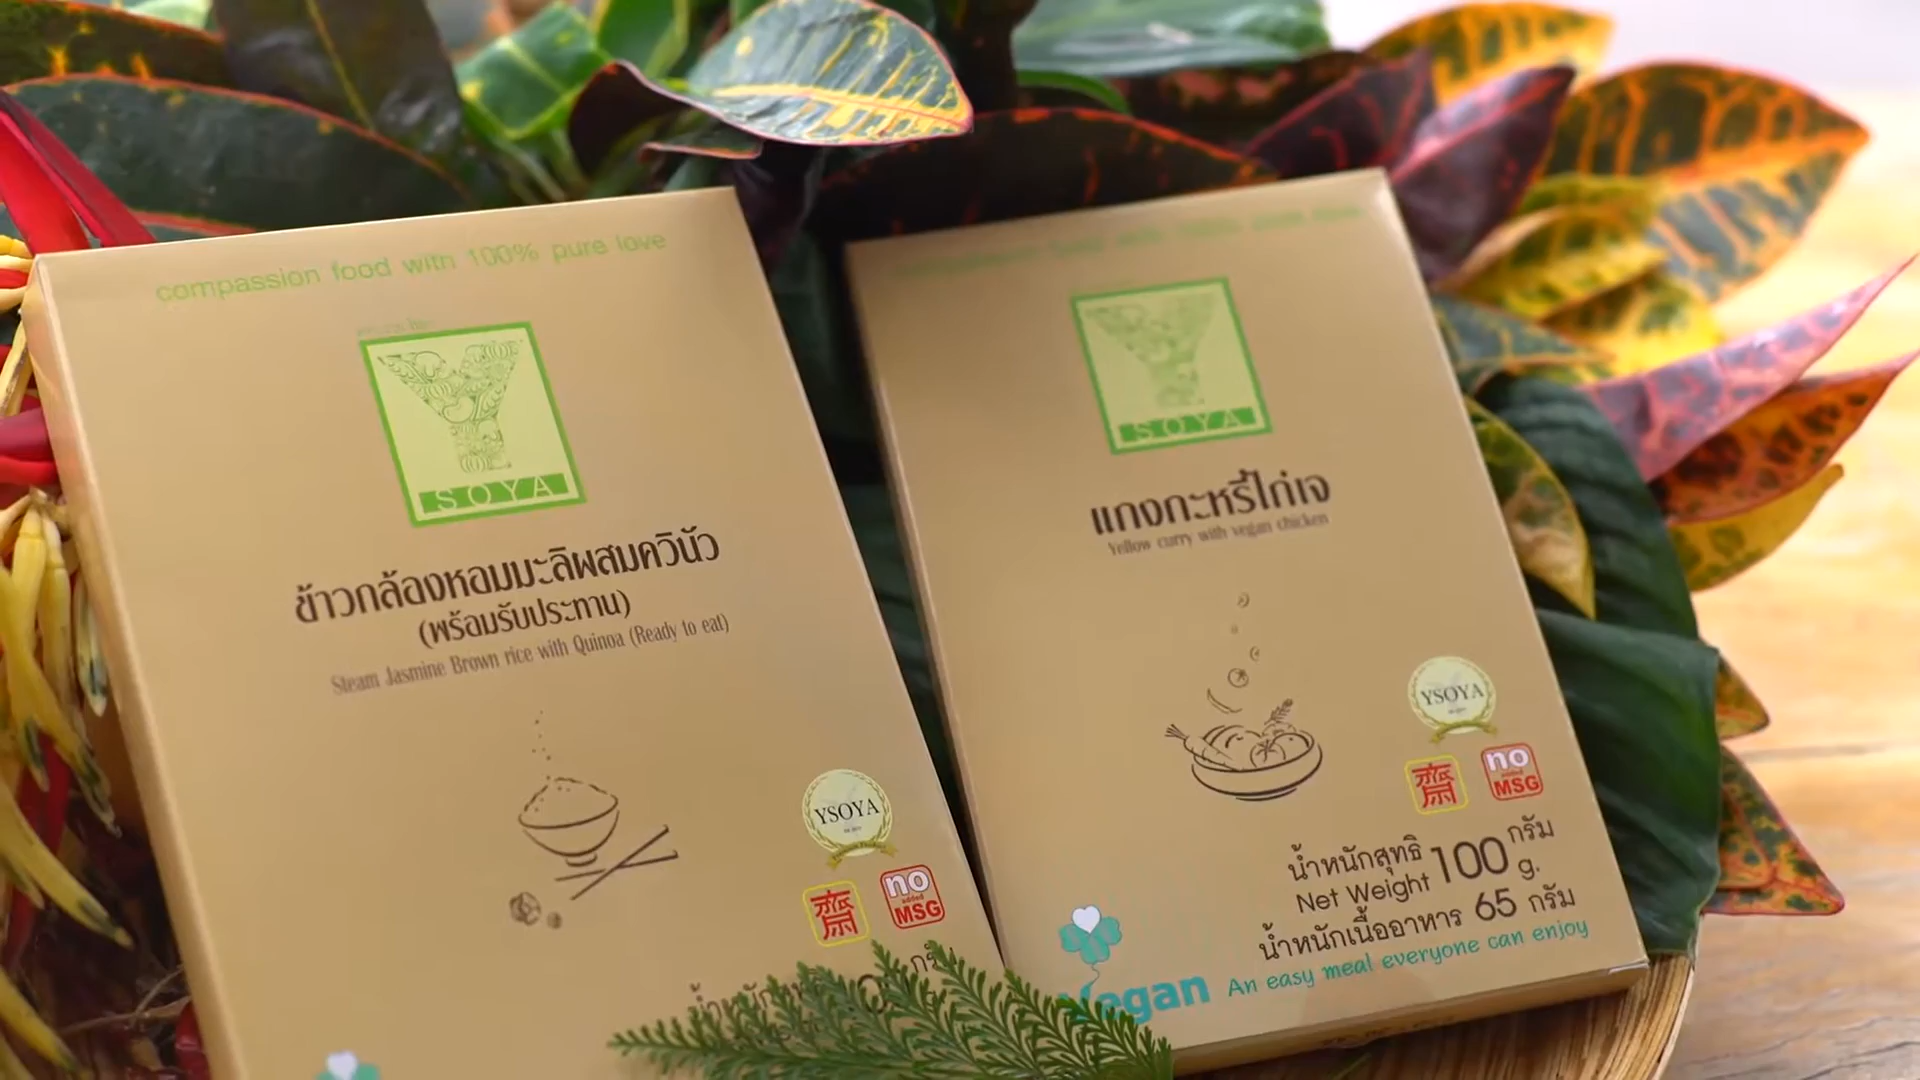 compassion food with 100% pure love
Y
SOYA
ข้าวกล้องหอมมะลิผสมควินัว
(พร้อมรับประทาน)
Steam Jasmine Brown rice with Quinoa (Ready to eat)
YSOYA
齋
no
added
MSG
Y
SOYA
แกงกะหรี่ไก่เจ
Yellow curry with vegan chicken
YSOYA
齋
no
added
MSG
น้ำหนักสุทธิ 100 กรัม
Net Weight g.
น้ำหนักเนื้ออาหาร 65 กรัม
Vegan An easy meal everyone can enjoy